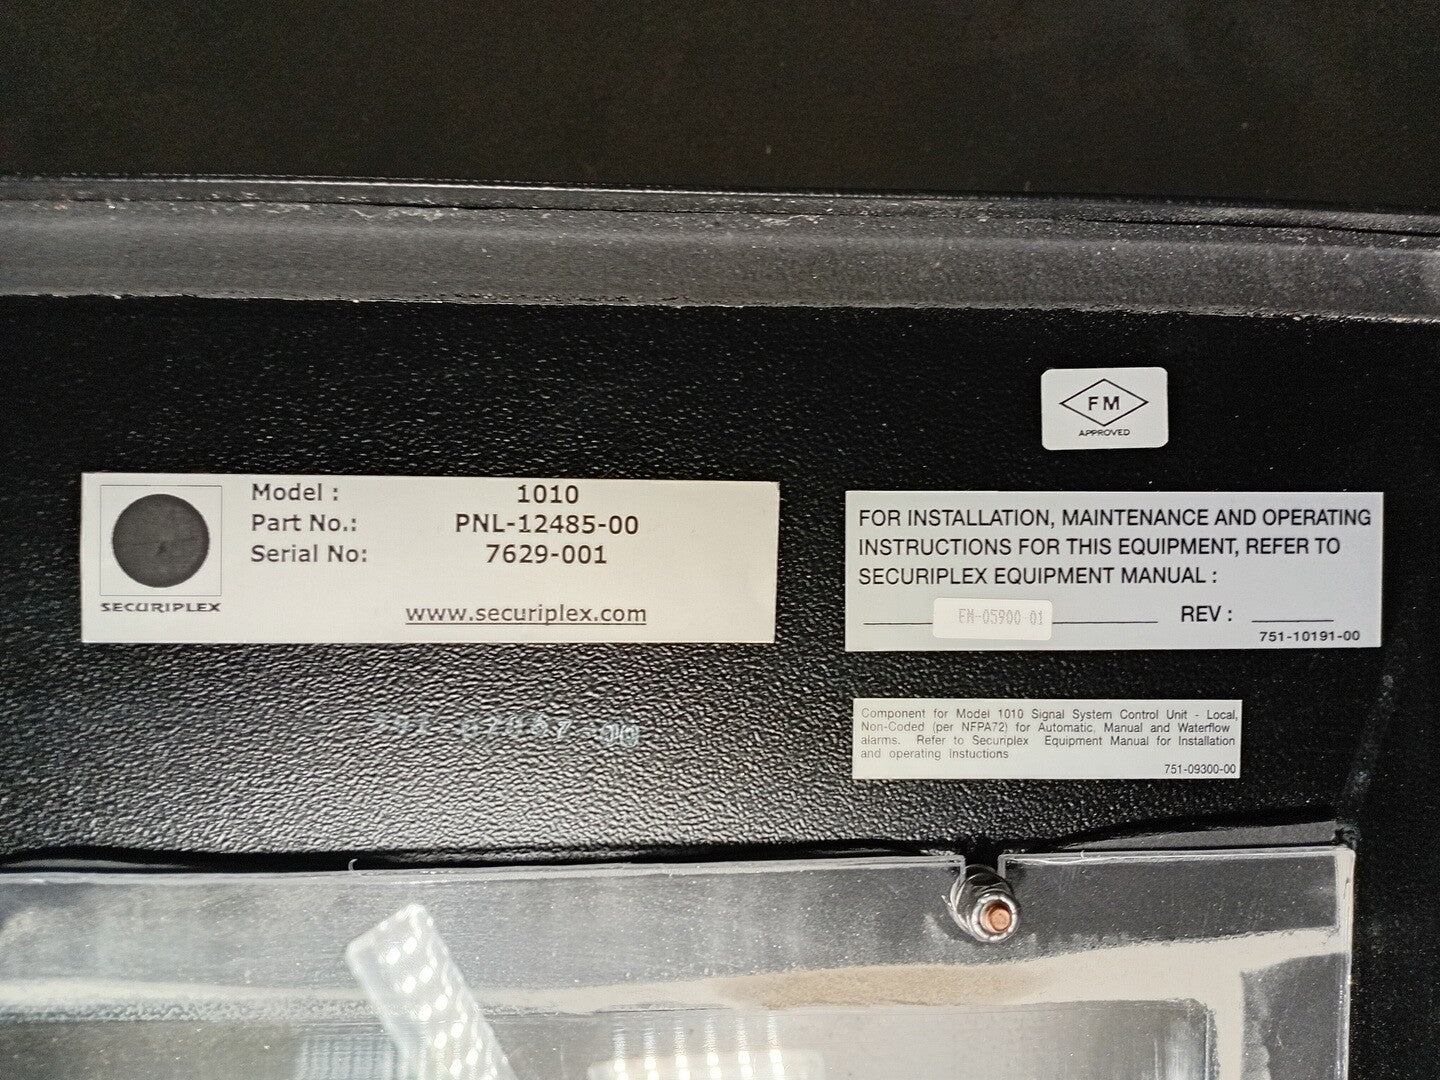 FM
APPROVED
Model : 1010
Part No.: PNL-12485-00
Serial No: 7629-001
SECURIPLEX
www.securiplex.com
FOR INSTALLATION, MAINTENANCE AND OPERATING
INSTRUCTIONS FOR THIS EQUIPMENT, REFER TO
SECURIPLEX EQUIPMENT MANUAL :
EM-05900 01 REV :
751-10191-00
Component for Model 1010 Signal System Control Unit - Local,
Non-Coded (per NFPA72) for Automatic, Manual and Waterflow
alarms. Refer to Securiplex Equipment Manual for Installation
and operating Instuctions
751-09300-00